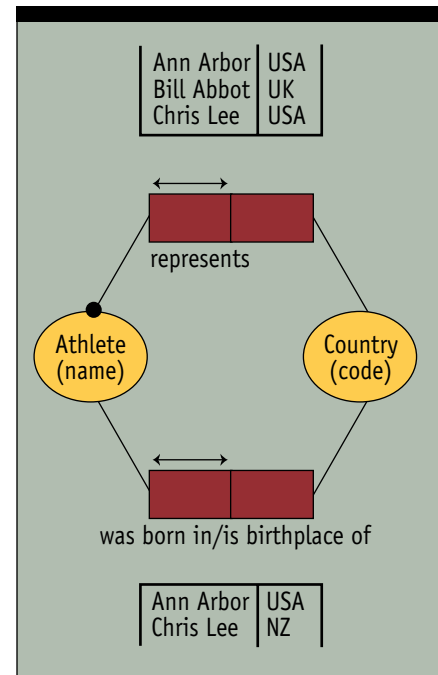 Ann Arbor USA
Bill Abbot UK
Chris Lee USA
represents
Athlete
(name)
Country
(code)
was born in/is birthplace of
Ann Arbor USA
Chris Lee NZ